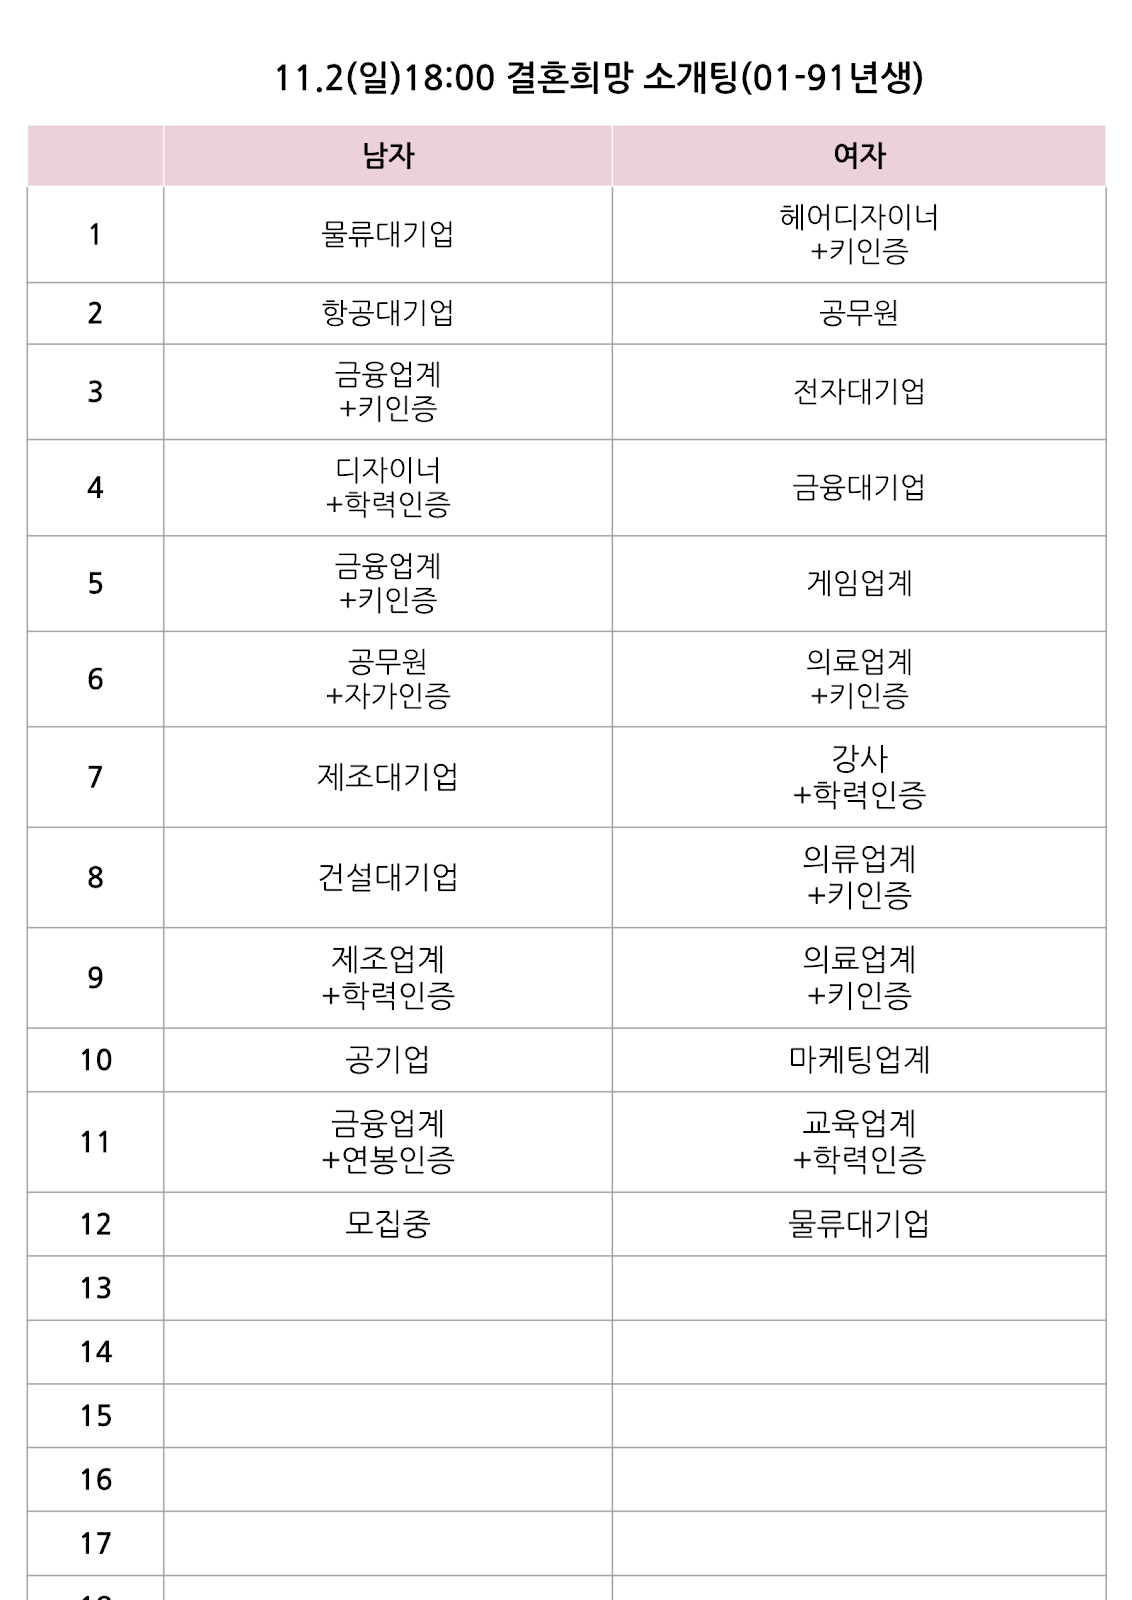 11.2(일)18:00 결혼희망 소개팅(01-91년생)
남자 여자
1 물류대기업 헤어디자이너
+키인증
2 항공대기업 공무원
3 금융업계
+키인증 전자대기업
4 디자이너
+학력인증 금융대기업
5 금융업계
+키인증 게임업계
6 공무원
+자가인증 의료업계
+키인증
7 제조대기업 강사
+학력인증
8 건설대기업 의류업계
+키인증
9 제조업계
+학력인증 의료업계
+키인증
10 공기업 마케팅업계
11 금융업계
+연봉인증 교육업계
+학력인증
12 모집중 물류대기업
13
14
15
16
17